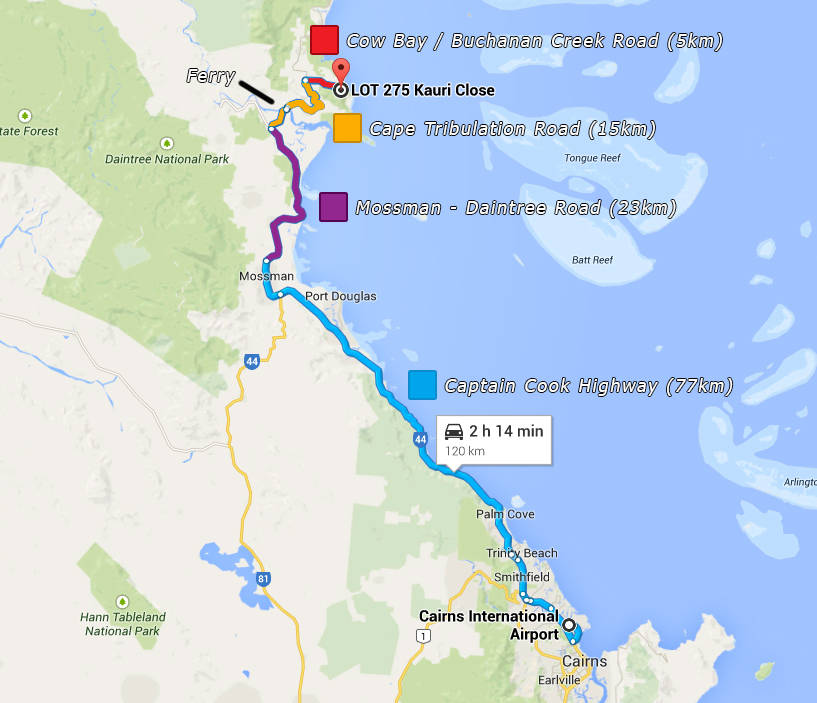 Cow Bay / Buchanan Creek Road (5km)
Ferry
LOT 275 Kauri Close
tate Forest
Cape Tribulation Road (15km)
Daintree National Park
Tongue Reef
Mossman - Daintree Road (23km)
Batt Reef
Mossman
Port Douglas
44
Captain Cook Highway (77km)
2 h 14 min
44
120 km
Arlingto
Palm Cove
Trinity Beach
Smithfield
81
Hann Tableland
National Park
Cairns International
Airport
1
Cairns
Earlville